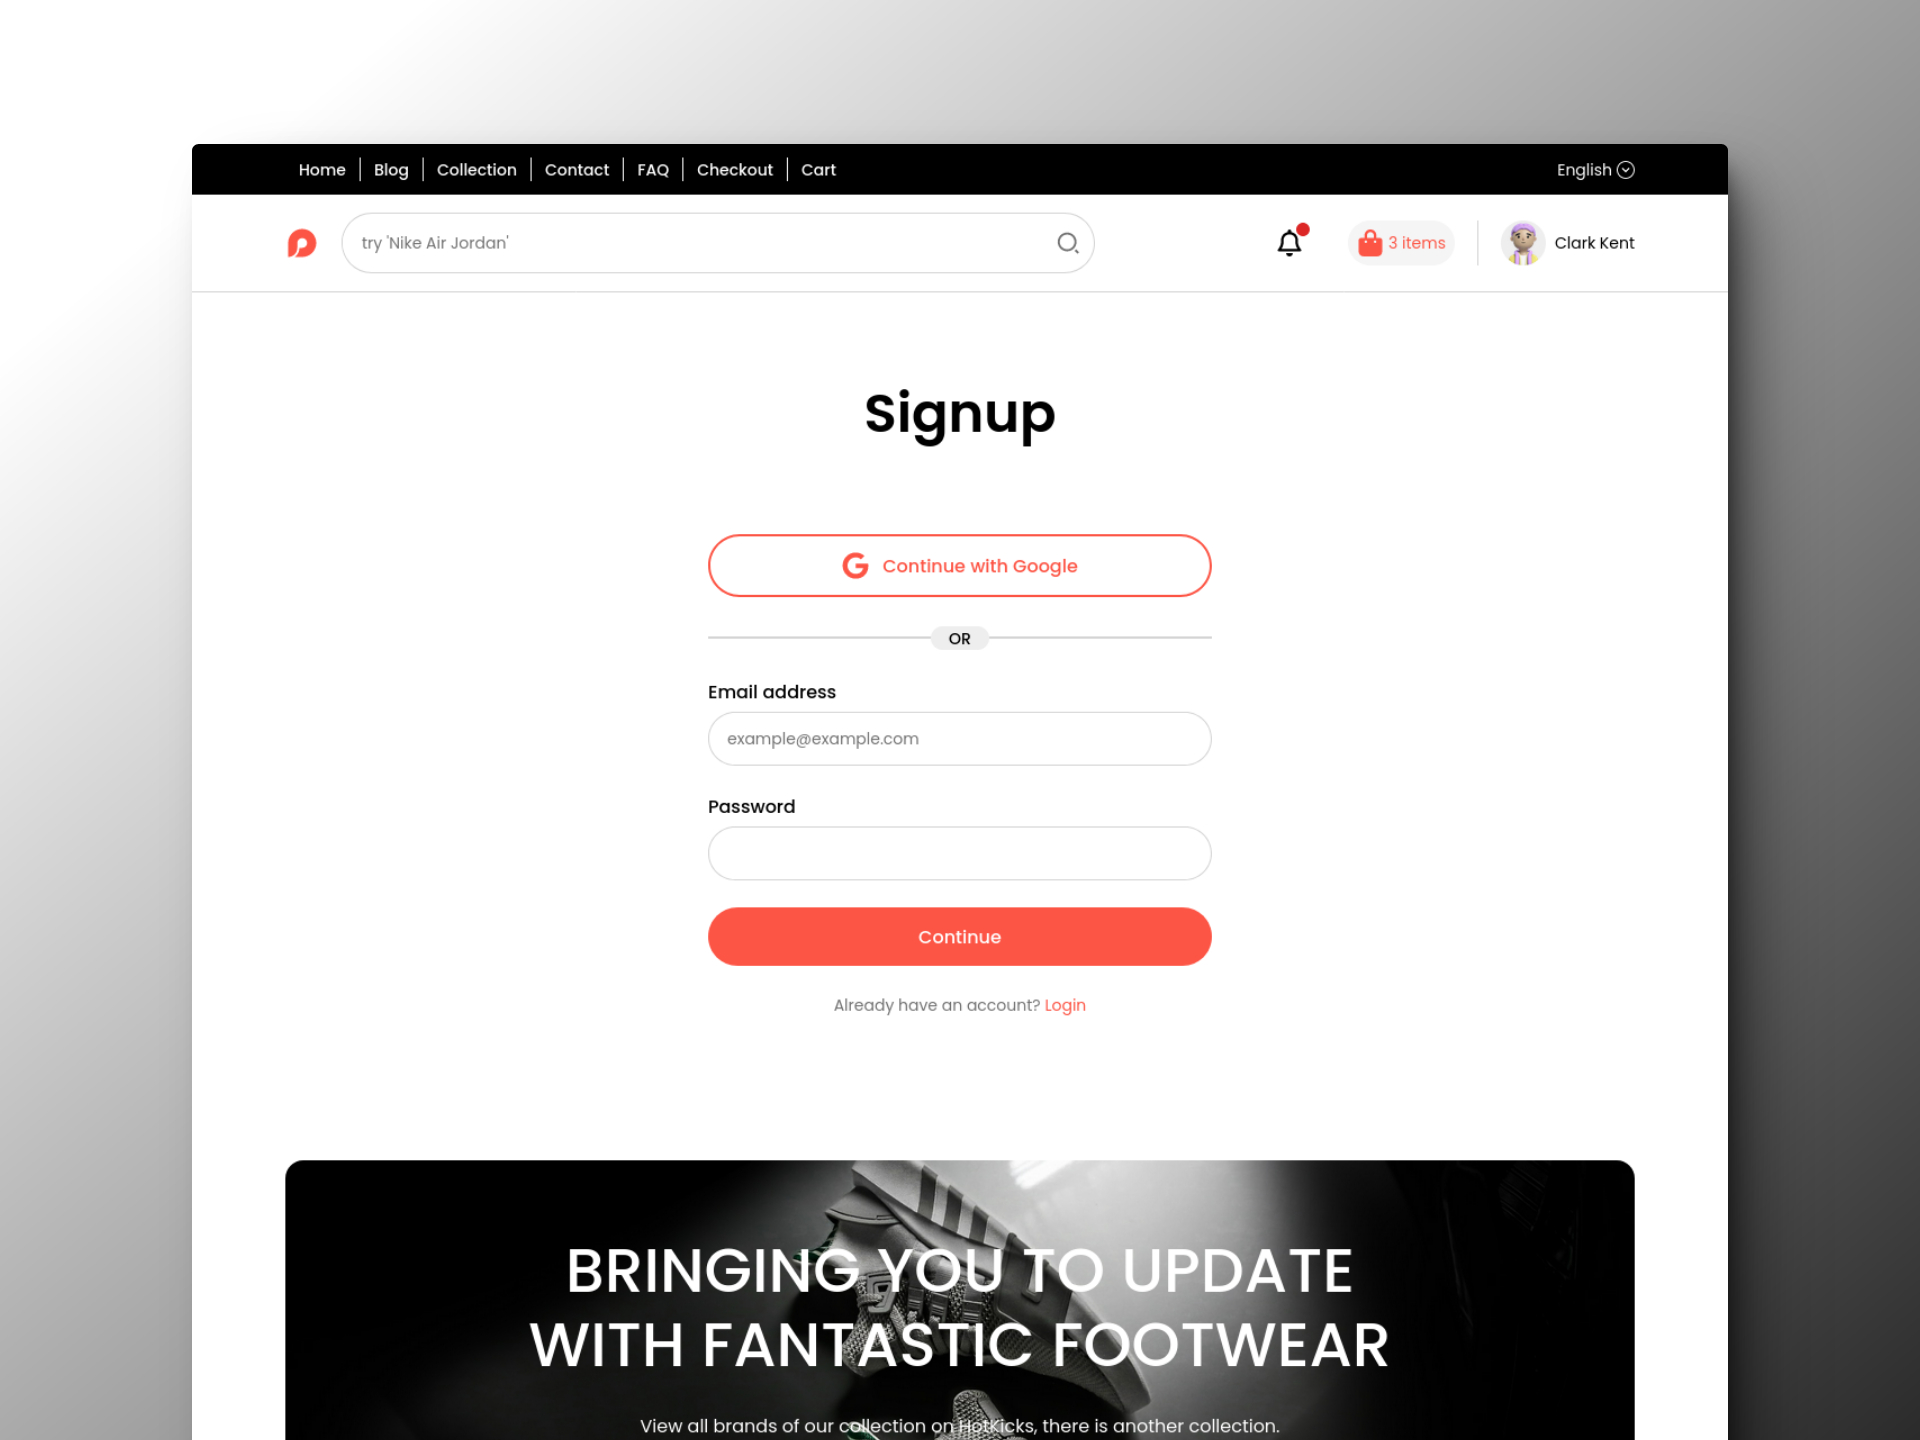 Home Blog Collection Contact FAQ Checkout Cart English
try 'Nike Air Jordan' 3 items Clark Kent
Signup
Continue with Google
OR
Email address
example@example.com
Password
Continue
Already have an account? Login
BRINGING YOU TO UPDATE
WITH FANTASTIC FOOTWEAR
View all brands of our collection on HotKicks, there is another collection.